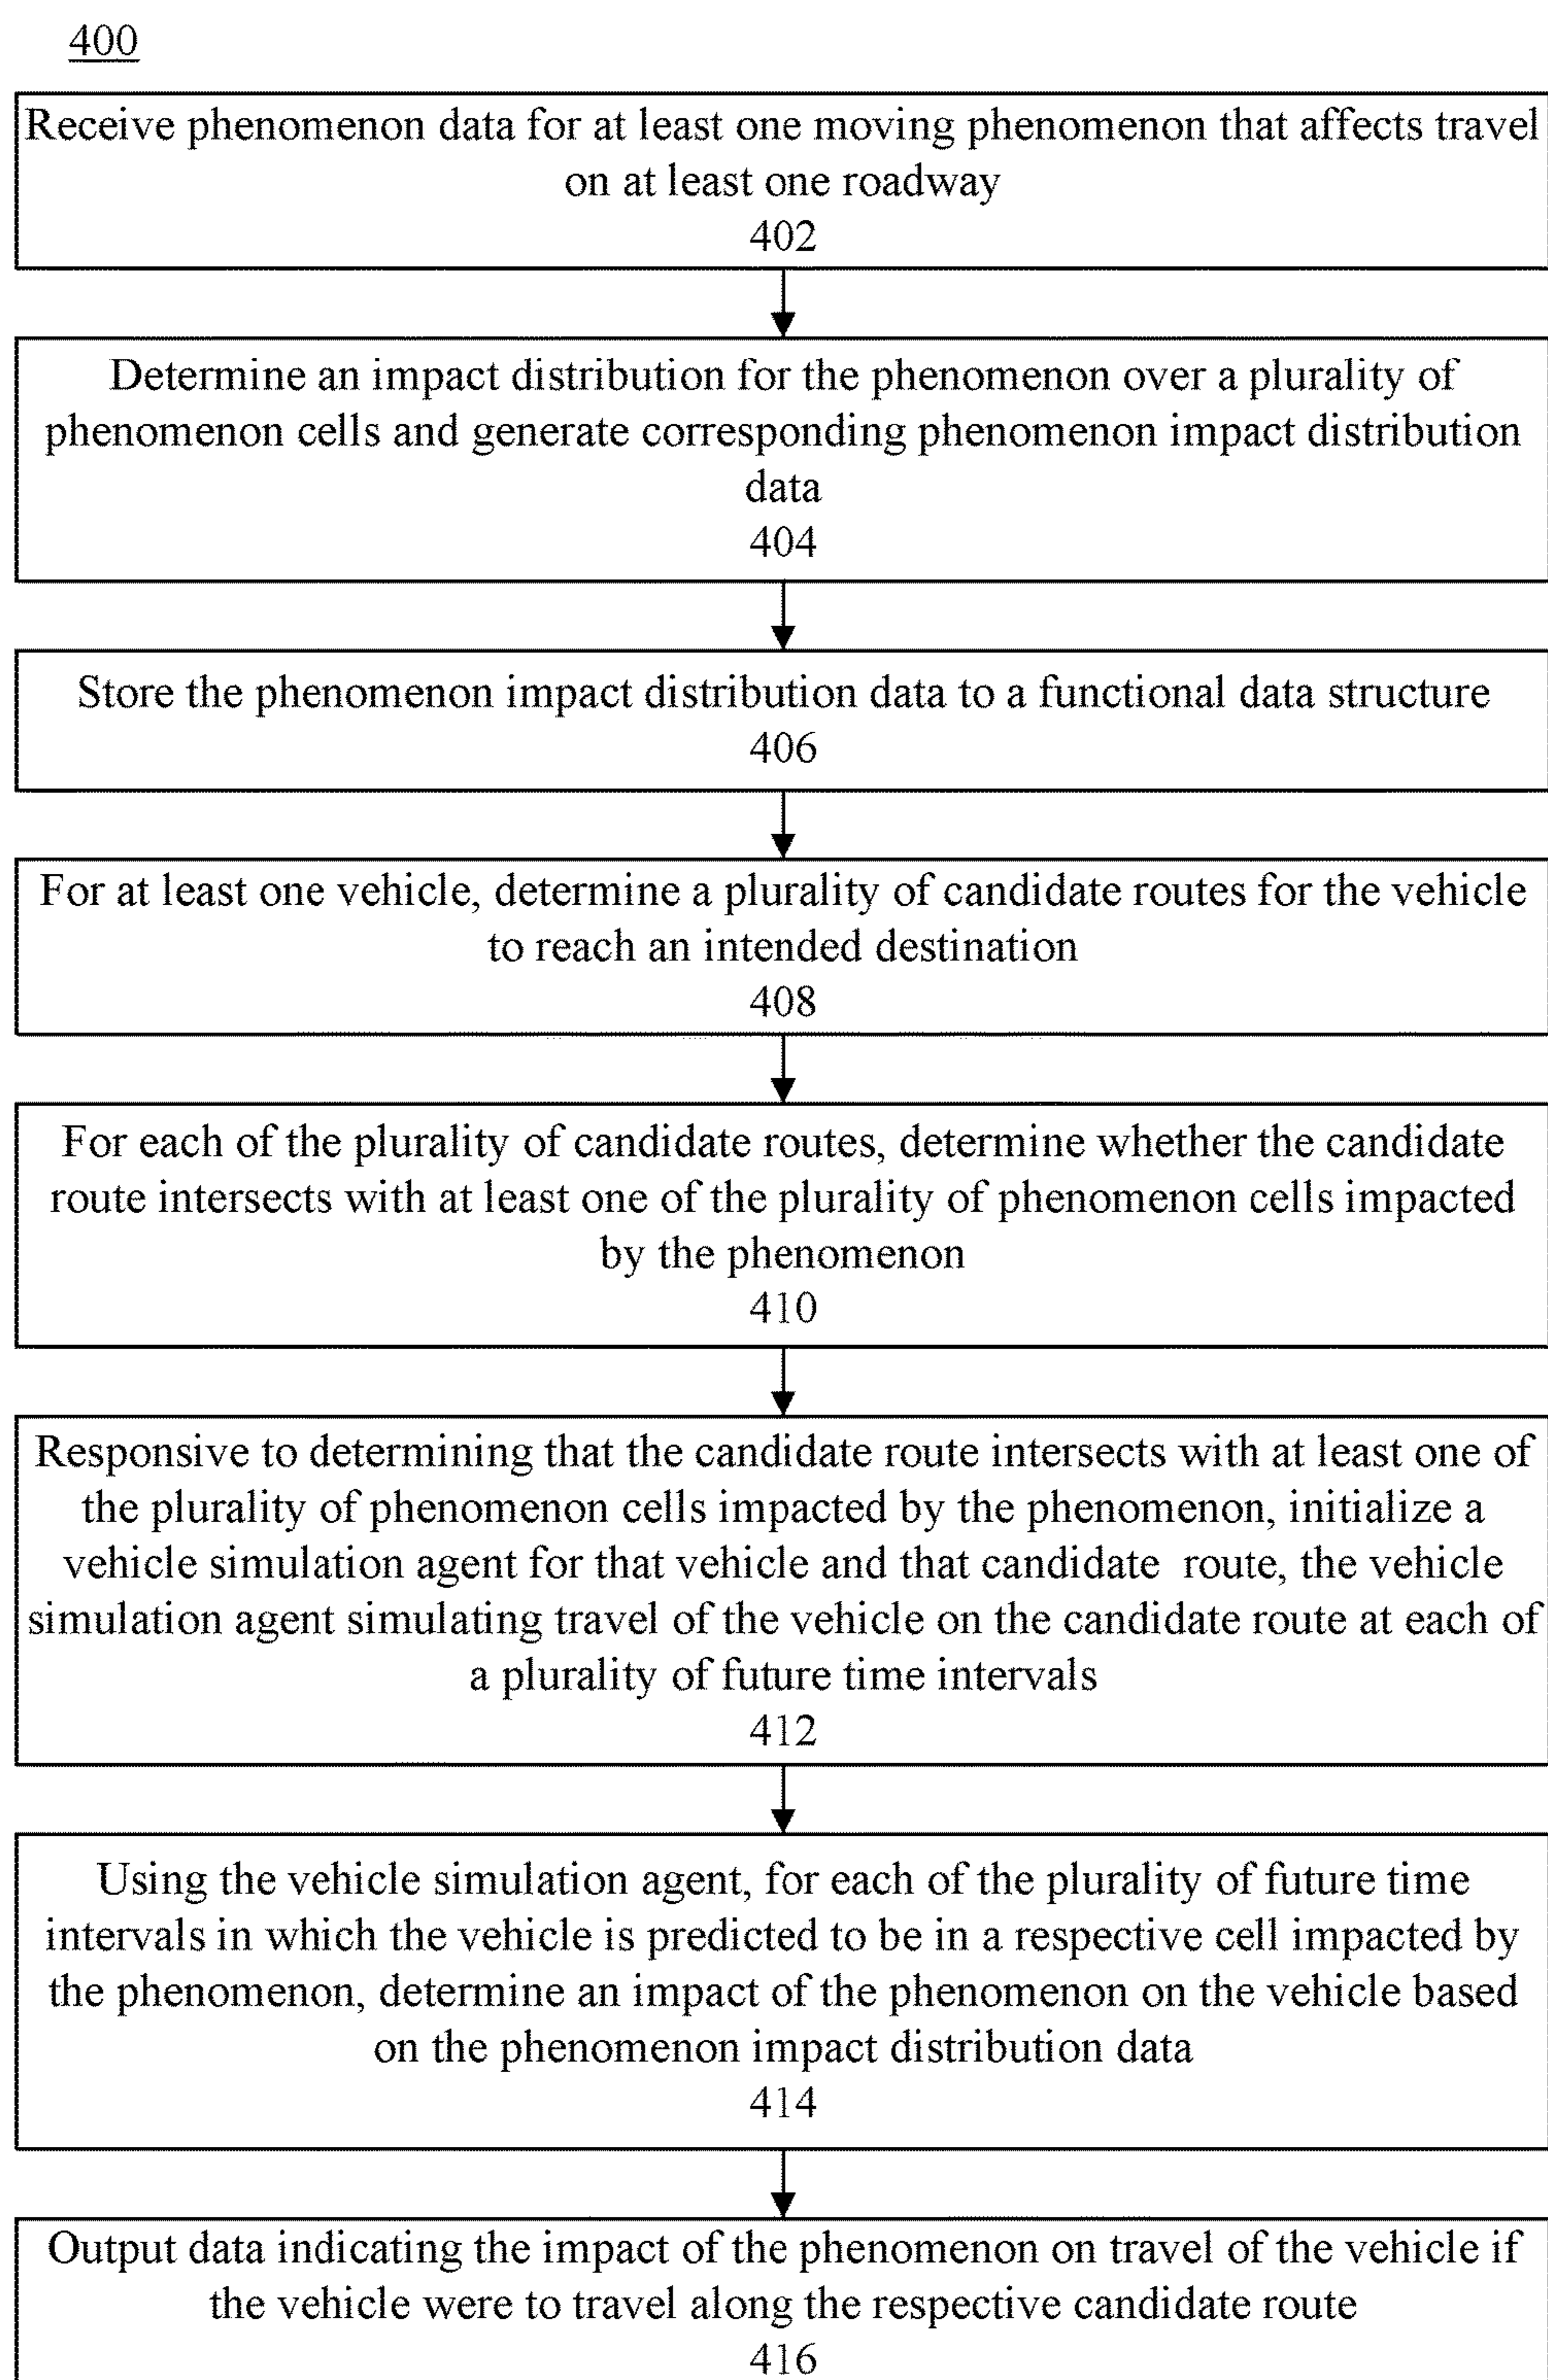 400
Receive phenomenon data for at least one moving phenomenon that affects travel
on at least one roadway
402
Determine an impact distribution for the phenomenon over a plurality of
phenomenon cells and generate corresponding phenomenon impact distribution
data
404
Store the phenomenon impact distribution data to a functional data structure
406
For at least one vehicle, determine a plurality of candidate routes for the vehicle
to reach an intended destination
408
For each of the plurality of candidate routes, determine whether the candidate
route intersects with at least one of the plurality of phenomenon cells impacted
by the phenomenon
410
Responsive to determining that the candidate route intersects with at least one of
the plurality of phenomenon cells impacted by the phenomenon, initialize a
vehicle simulation agent for that vehicle and that candidate route, the vehicle
simulation agent simulating travel of the vehicle on the candidate route at each of
a plurality of future time intervals
412
Using the vehicle simulation agent, for each of the plurality of future time
intervals in which the vehicle is predicted to be in a respective cell impacted by
the phenomenon, determine an impact of the phenomenon on the vehicle based
on the phenomenon impact distribution data
414
Output data indicating the impact of the phenomenon on travel of the vehicle if
the vehicle were to travel along the respective candidate route
416